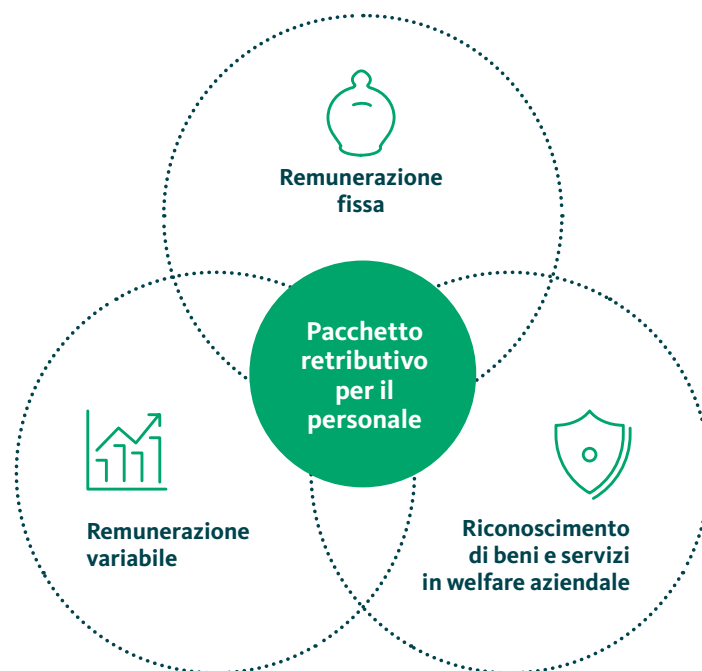 Remunerazione
fissa
Pacchetto
retributivo
per il
personale
Remunerazione
variabile
Riconoscimento
di beni e servizi
in welfare aziendale